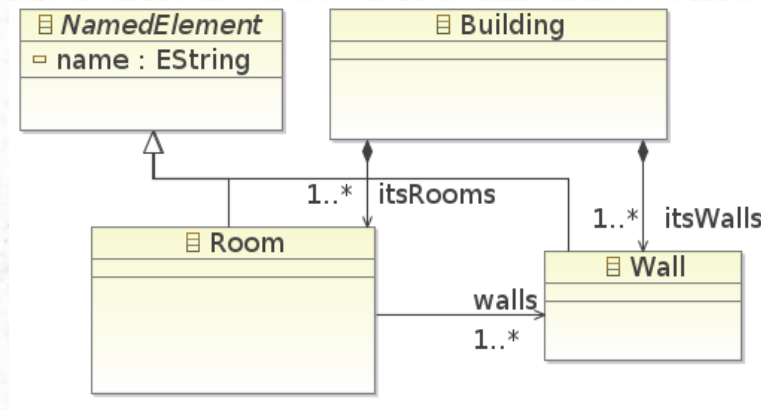 NamedElement
name : EString
Building
1..* itsRooms
1..* itsWalls
Room
Wall
walls
1..*